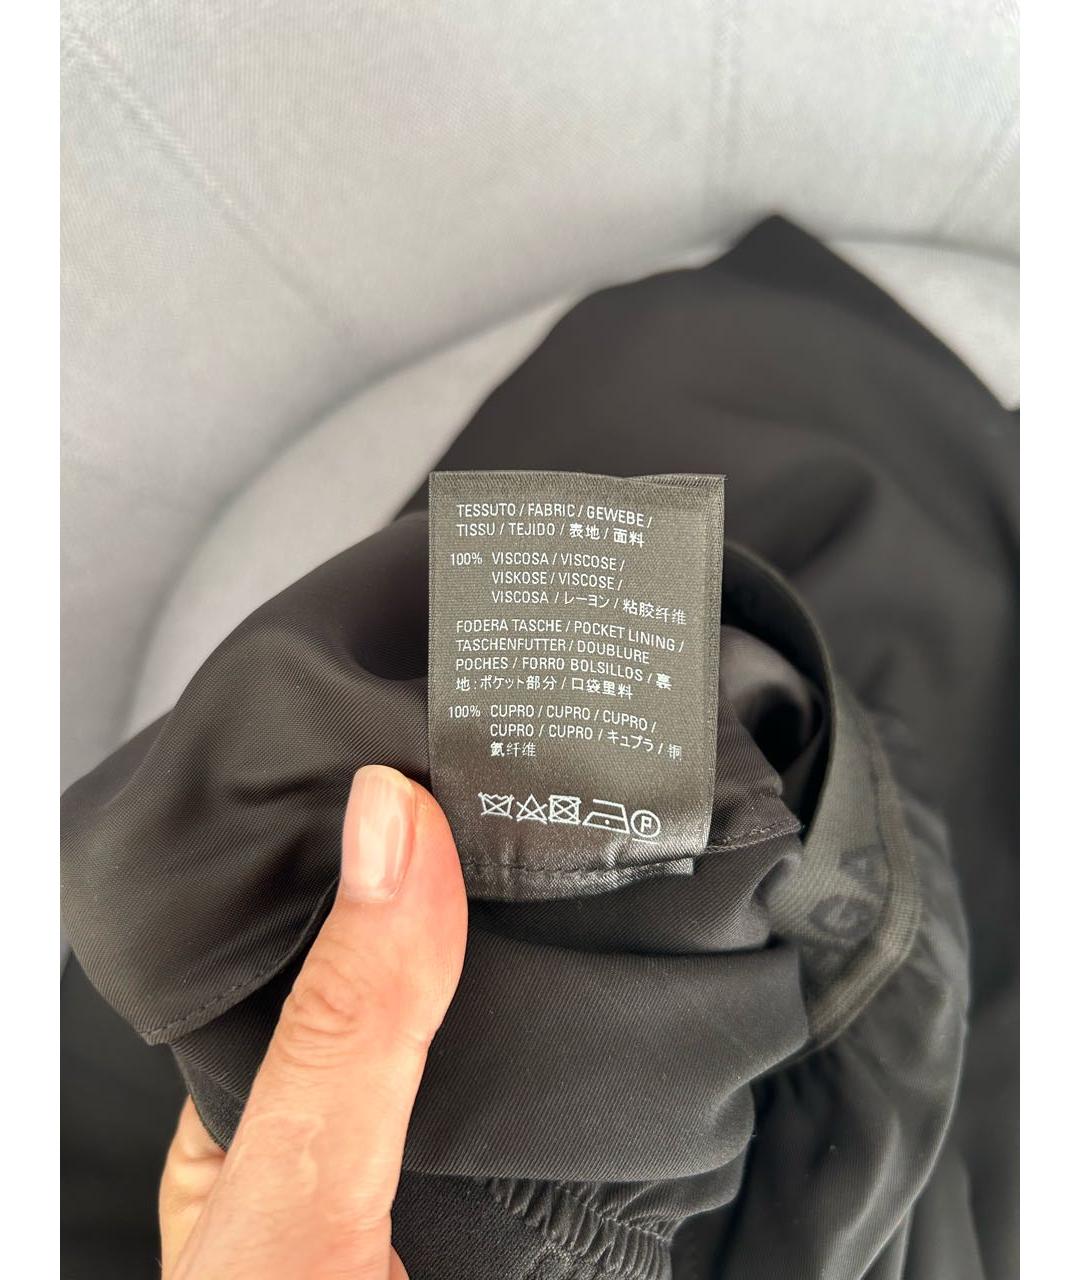 TESSUTO / FABRIC / GEWEBE /
TISSU / TEJIDO / 表地 / 面料
100% VISCOSA / VISCOSE /
VISKOSE / VISCOSE /
VISCOSA / レーヨン / 粘胶纤维
FODERA TASCHE / POCKET LINING /
TASCHENFUTTER / DOUBLURE
POCHES / FORRO BOLSILLOS / 裏
地:ポケット部分 / 口袋里料
100% CUPRO / CUPRO / CUPRO /
CUPRO / CUPRO / キュプラ / 铜
氨纤维
P